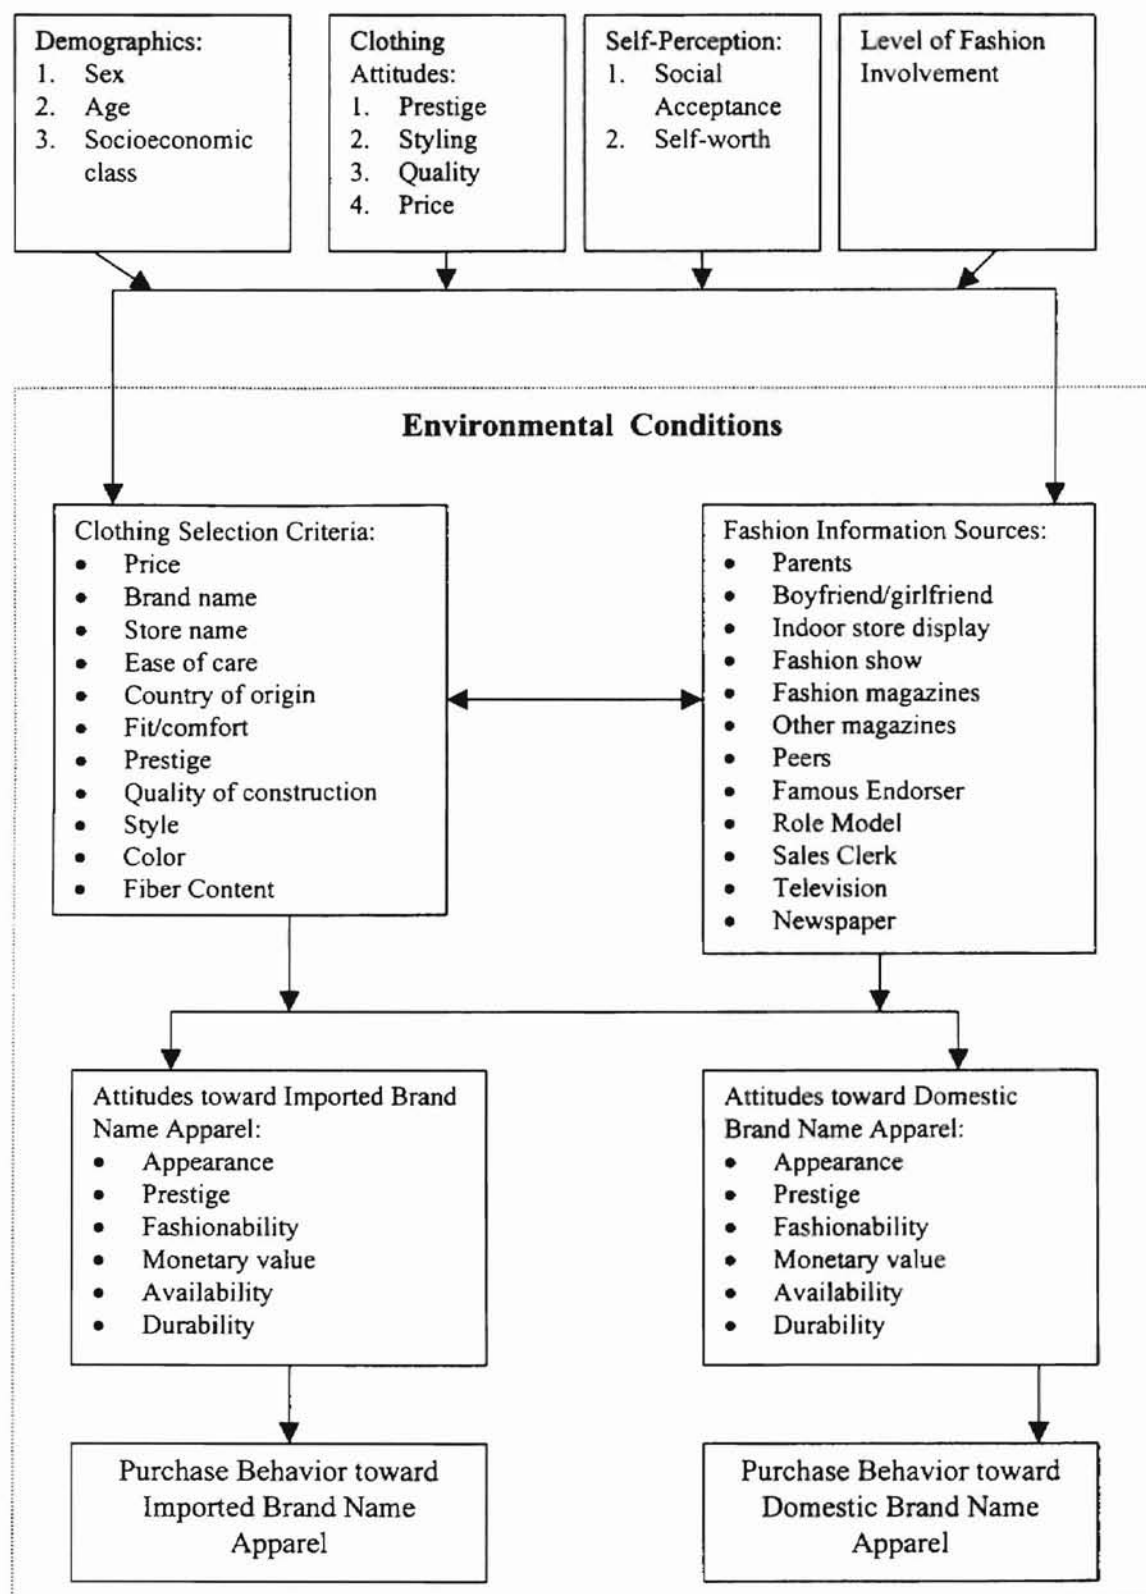 Demographics:
1. Sex
2. Age
3. Socioeconomic
class
Clothing
Attitudes:
1. Prestige
2. Styling
3. Quality
4. Price
Self-Perception:
1. Social
Acceptance
2. Self-worth
Level of Fashion
Involvement
Environmental Conditions
Clothing Selection Criteria:
• Price
• Brand name
• Store name
• Ease of care
• Country of origin
• Fit/comfort
• Prestige
• Quality of construction
• Style
• Color
• Fiber Content
Fashion Information Sources:
• Parents
• Boyfriend/girlfriend
• Indoor store display
• Fashion show
• Fashion magazines
• Other magazines
• Peers
• Famous Endorser
• Role Model
• Sales Clerk
• Television
• Newspaper
Attitudes toward Imported Brand
Name Apparel:
• Appearance
• Prestige
• Fashionability
• Monetary value
• Availability
• Durability
Attitudes toward Domestic
Brand Name Apparel:
• Appearance
• Prestige
• Fashionability
• Monetary value
• Availability
• Durability
Purchase Behavior toward
Imported Brand Name
Apparel
Purchase Behavior toward
Domestic Brand Name
Apparel